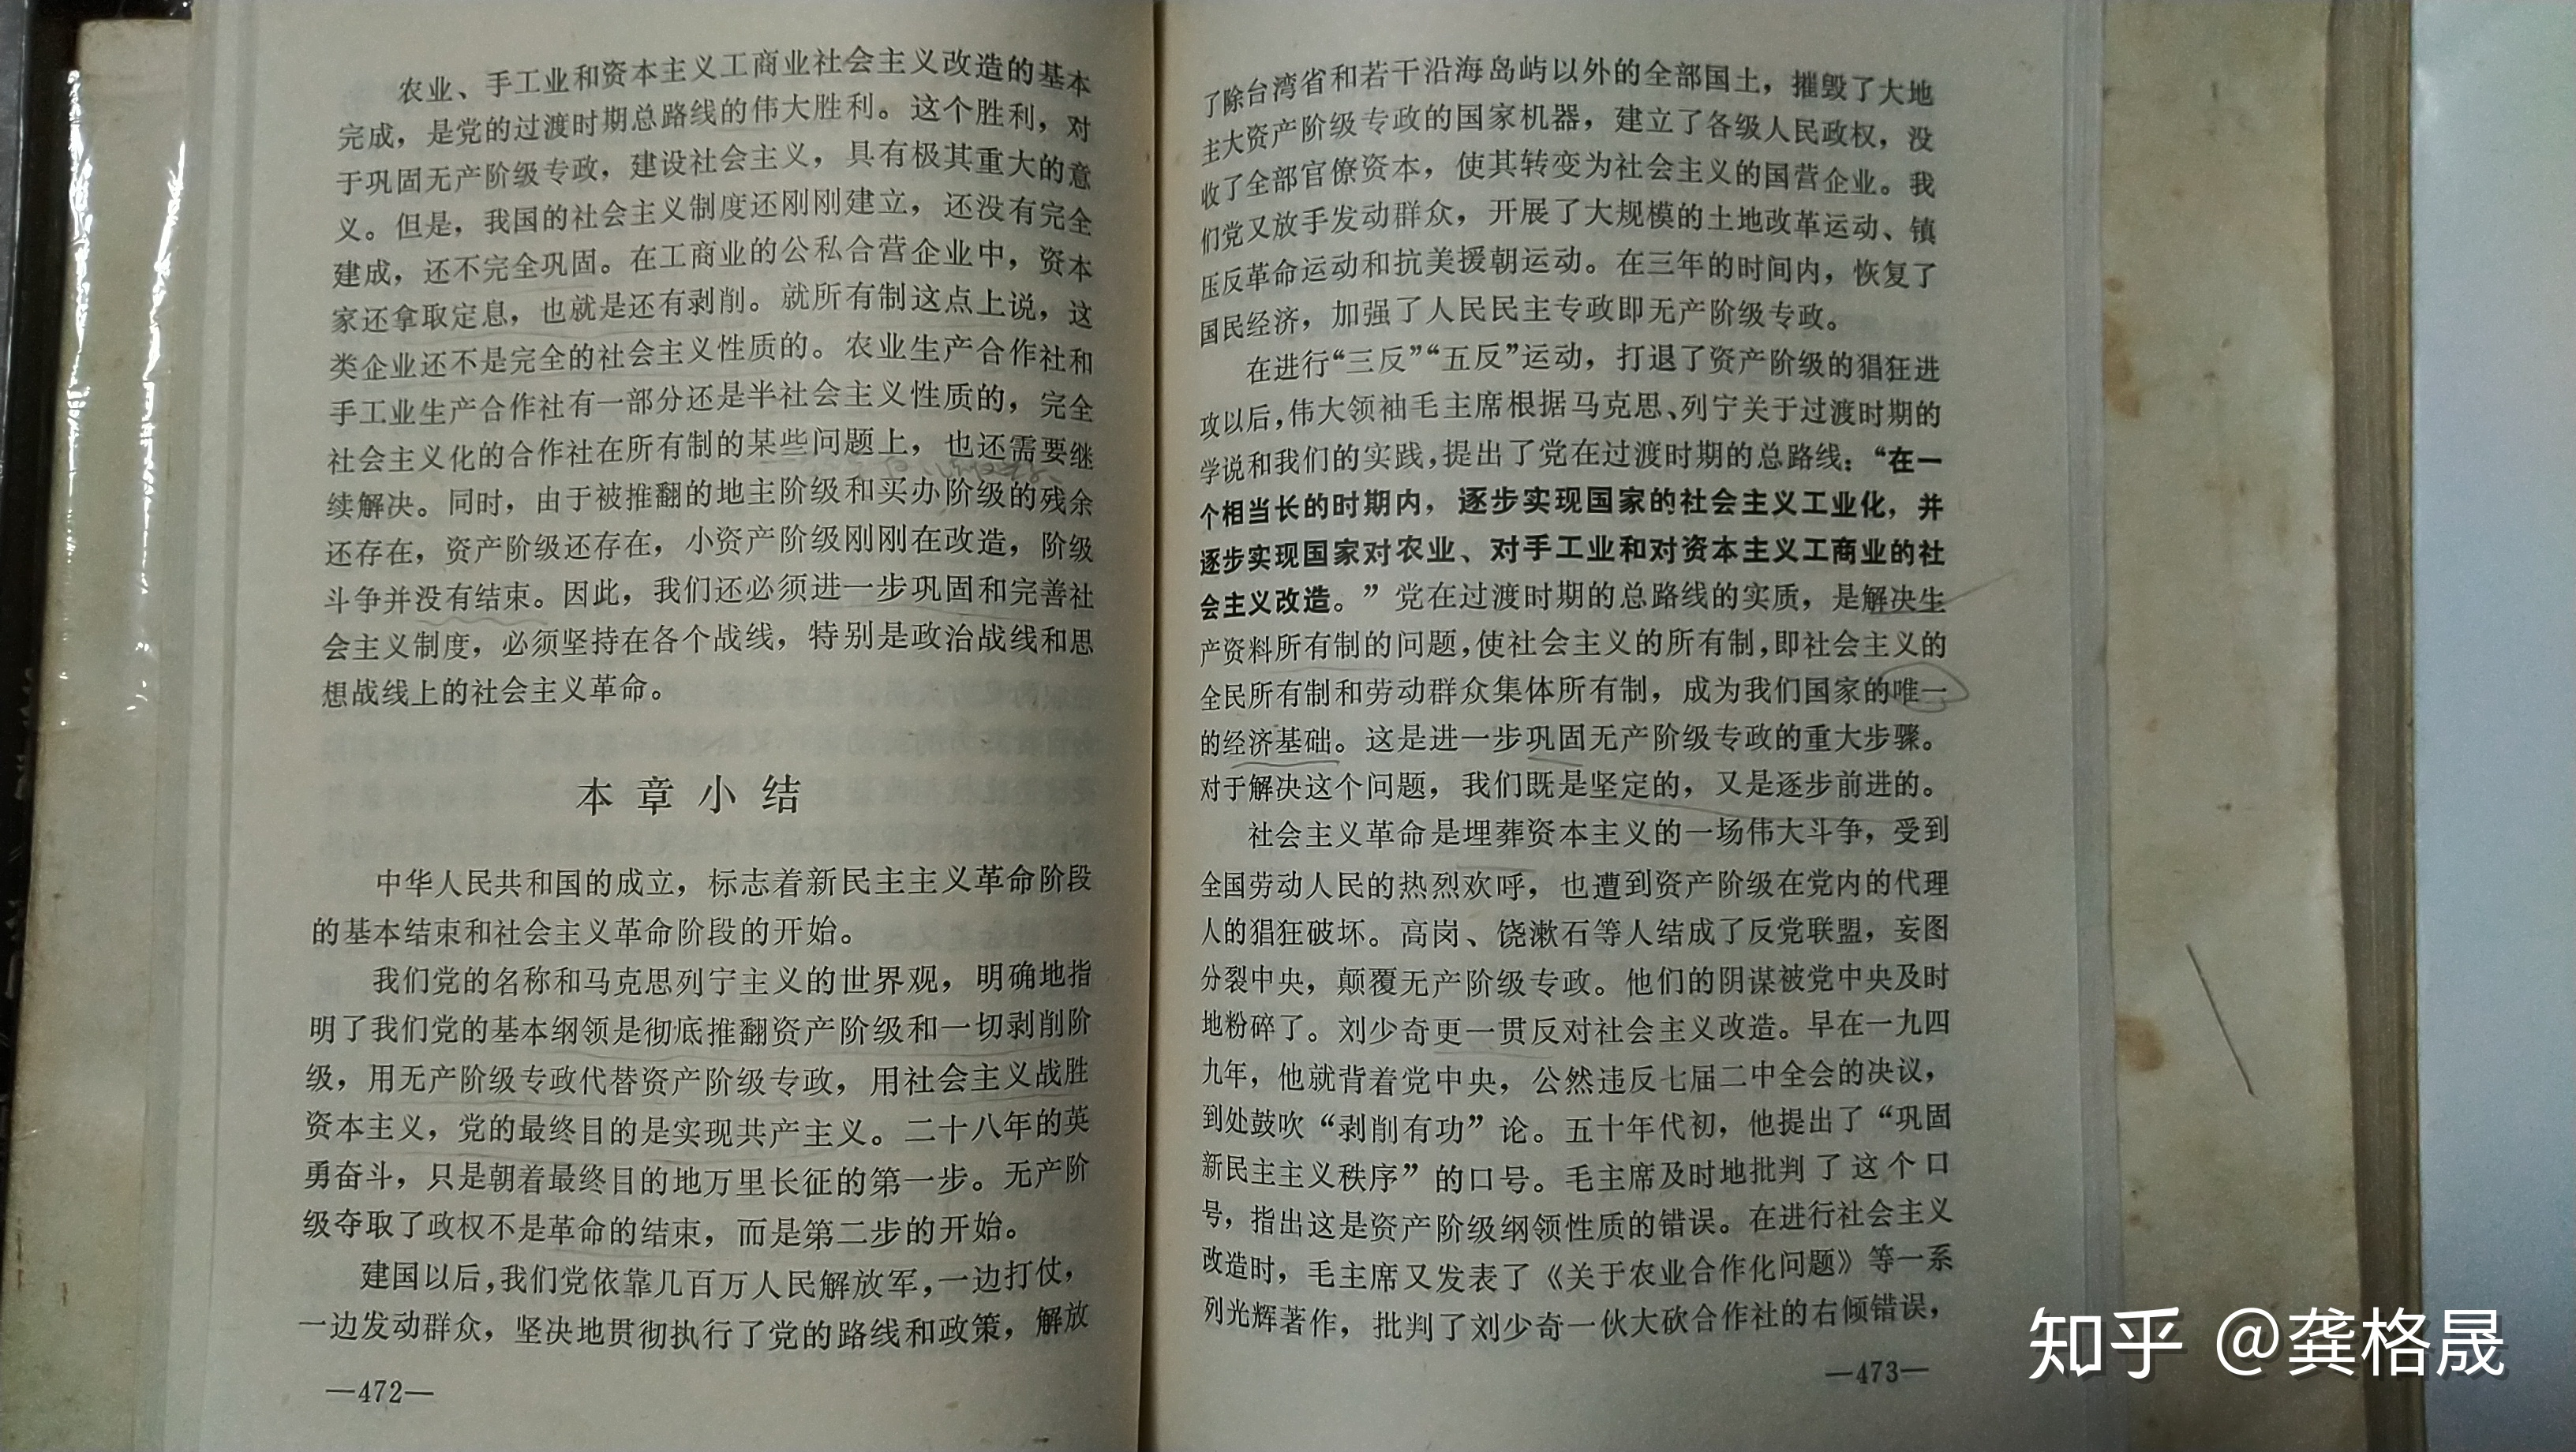 农业、手工业和资本主义工商业社会主义改造的基本
完成，是党的过渡时期总路线的伟大胜利。这个胜利，对
于巩固无产阶级专政，建设社会主义，具有极其重大的意
义。但是，我国的社会主义制度还刚刚建立，还没有完全
建成，还不完全巩固。在工商业的公私合营企业中，资本
家还拿取定息，也就是还有剥削。就所有制这点上说，这
类企业还不是完全的社会主义性质的。农业生产合作社和
手工业生产合作社有一部分还是半社会主义性质的，完全
社会主义化的合作社在所有制的某些问题上，也还需要继
续解决。同时，由于被推翻的地主阶级和买办阶级的残余
还存在，资产阶级还存在，小资产阶级刚刚在改造，阶级
斗争并没有结束。因此，我们还必须进一步巩固和完善社
会主义制度，必须坚持在各个战线，特别是政治战线和思
想战线上的社会主义革命。
本章小结
中华人民共和国的成立，标志着新民主主义革命阶段
的基本结束和社会主义革命阶段的开始。
我们党的名称和马克思列宁主义的世界观，明确地指
明了我们党的基本纲领是彻底推翻资产阶级和一切剥削阶
级，用无产阶级专政代替资产阶级专政，用社会主义战胜
资本主义，党的最终目的是实现共产主义。二十八年的英
勇奋斗，只是朝着最终目的地万里长征的第一步。无产阶
级夺取了政权不是革命的结束，而是第二步的开始。
建国以后，我们党依靠几百万人民解放军，一边打仗，
一边发动群众，坚决地贯彻执行了党的路线和政策，解放
—472—
了除台湾省和若干沿海岛屿以外的全部国土，摧毁了大地
主大资产阶级专政的国家机器，建立了各级人民政权，没
收了全部官僚资本，使其转变为社会主义的国营企业。我
们党又放手发动群众，开展了大规模的土地改革运动、镇
压反革命运动和抗美援朝运动。在三年的时间内，恢复了
国民经济，加强了人民民主专政即无产阶级专政。
在进行“三反”“五反”运动，打退了资产阶级的猖狂进
攻以后，伟大领袖毛主席根据马克思、列宁关于过渡时期的
学说和我们的实践，提出了党在过渡时期的总路线：“在一
个相当长的时期内，逐步实现国家的社会主义工业化，并
逐步实现国家对农业、对手工业和对资本主义工商业的社
会主义改造。”党在过渡时期的总路线的实质，是解决生
产资料所有制的问题，使社会主义的所有制，即社会主义的
全民所有制和劳动群众集体所有制，成为我们国家的唯一
的经济基础。这是进一步巩固无产阶级专政的重大步骤。
对于解决这个问题，我们既是坚定的，又是逐步前进的。
社会主义革命是埋葬资本主义的一场伟大斗争，受到
全国劳动人民的热烈欢呼，也遭到资产阶级在党内的代理
人的猖狂破坏。高岗、饶漱石等人结成了反党联盟，妄图
分裂中央，颠覆无产阶级专政。他们的阴谋被党中央及时
地粉碎了。刘少奇更一贯反对社会主义改造。早在一九四
九年，他就背着党中央，公然违反七届二中全会的决议，
到处鼓吹“剥削有功”论。五十年代初，他提出了“巩固
新民主主义秩序”的口号。毛主席及时地批判了这个口
号，指出这是资产阶级纲领性质的错误。在进行社会主义
改造时，毛主席又发表了《关于农业合作化问题》等一系
列光辉著作，批判了刘少奇一伙大砍合作社的右倾错误，
—473—
知乎 @龚格晟